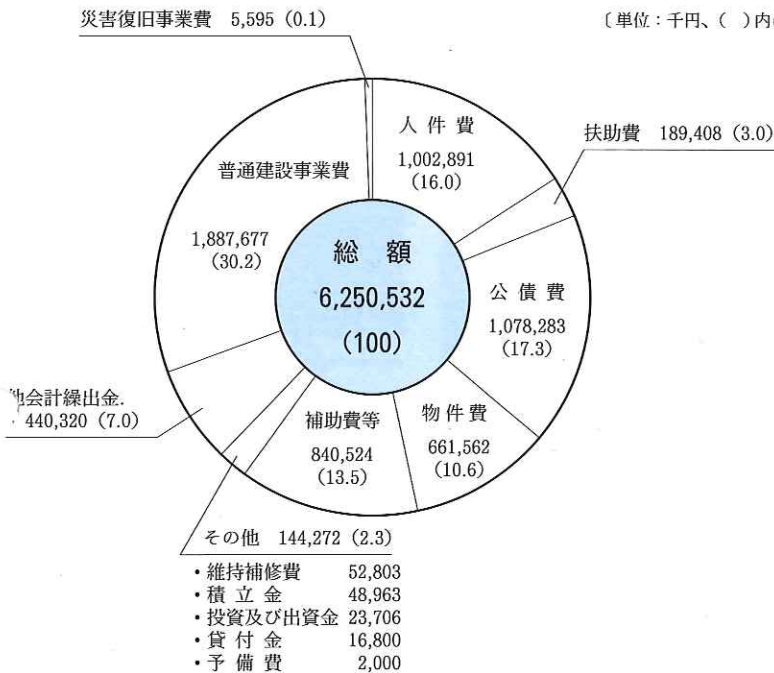 災害復旧事業費 5,595（0.1）
〔単位：千円、（ ）内
人 件 費
1,002,891
（16.0）
扶助費 189,408（3.0）
普通建設事業費
1,887,677
（30.2）
総 額
6,250,532
（100）
公 債 費
1,078,283
（17.3）
他会計繰出金.
440,320（7.0）
補助費等
840,524
（13.5）
物 件 費
661,562
（10.6）
その他 144,272（2.3）
・維持補修費 52,803
・積 立 金 48,963
・投資及び出資金 23,706
・貸 付 金 16,800
・予 備 費 2,000